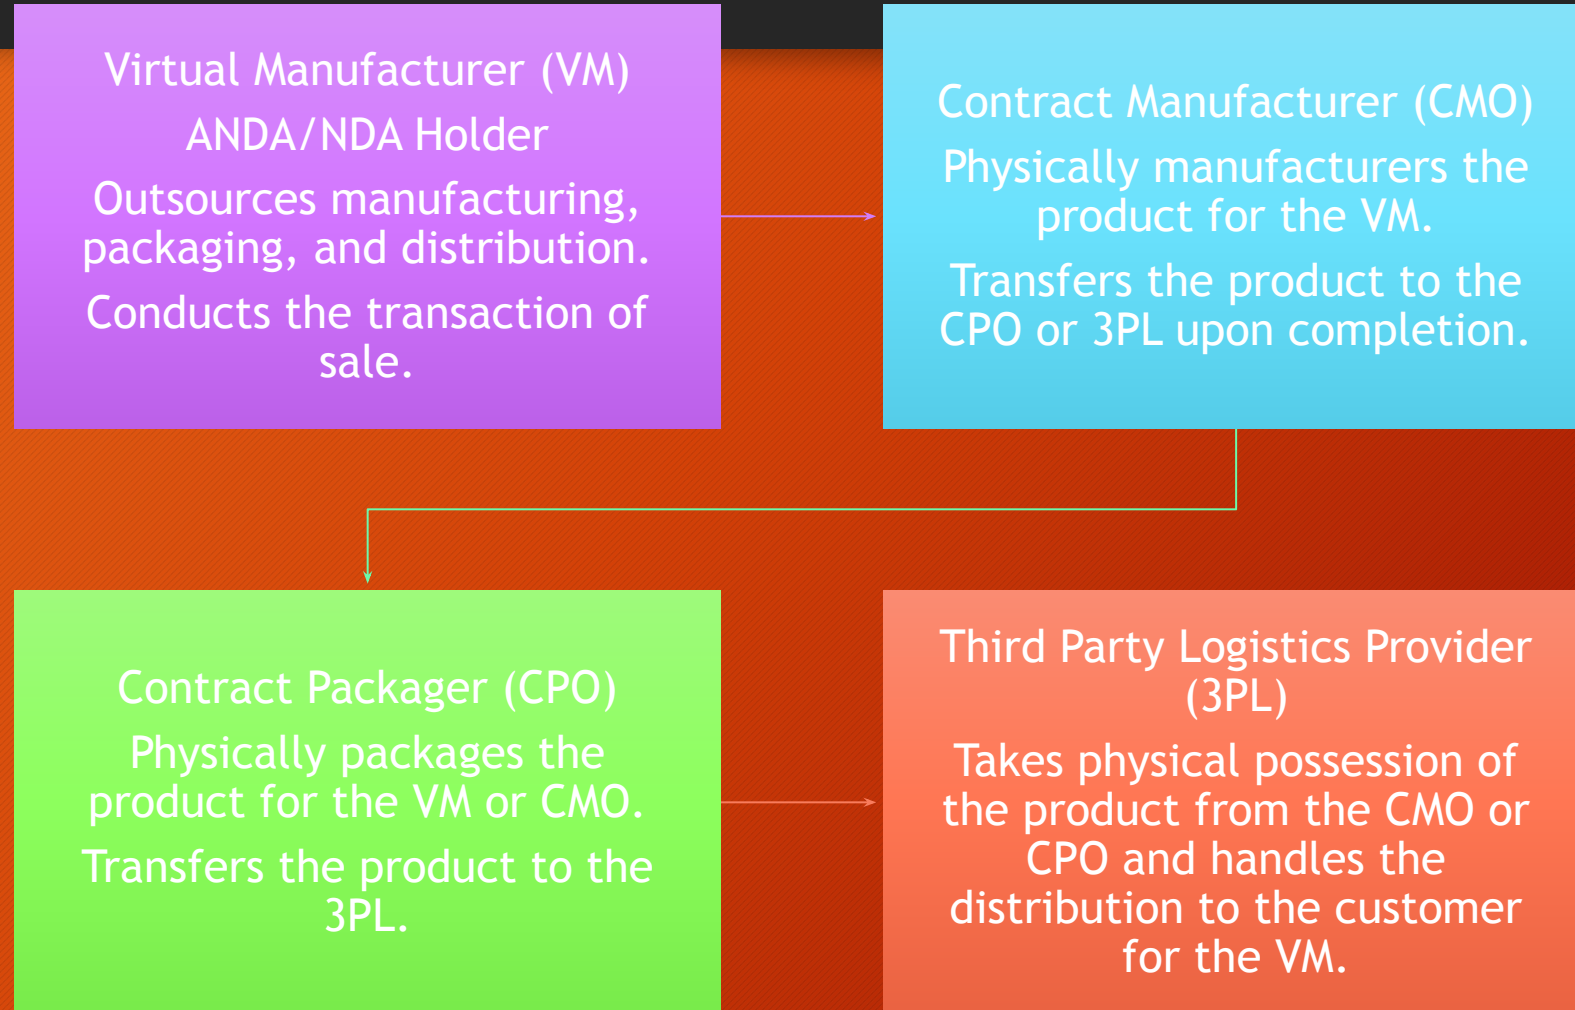 Virtual Manufacturer (VM)
ANDA/NDA Holder
Outsources manufacturing,
packaging, and distribution.
Conducts the transaction of
sale.
Contract Manufacturer (CMO)
Physically manufacturers the
product for the VM.
Transfers the product to the
CPO or 3PL upon completion.
Contract Packager (CPO)
Physically packages the
product for the VM or CMO.
Transfers the product to the
3PL.
Third Party Logistics Provider
(3PL)
Takes physical possession of
the product from the CMO or
CPO and handles the
distribution to the customer
for the VM.